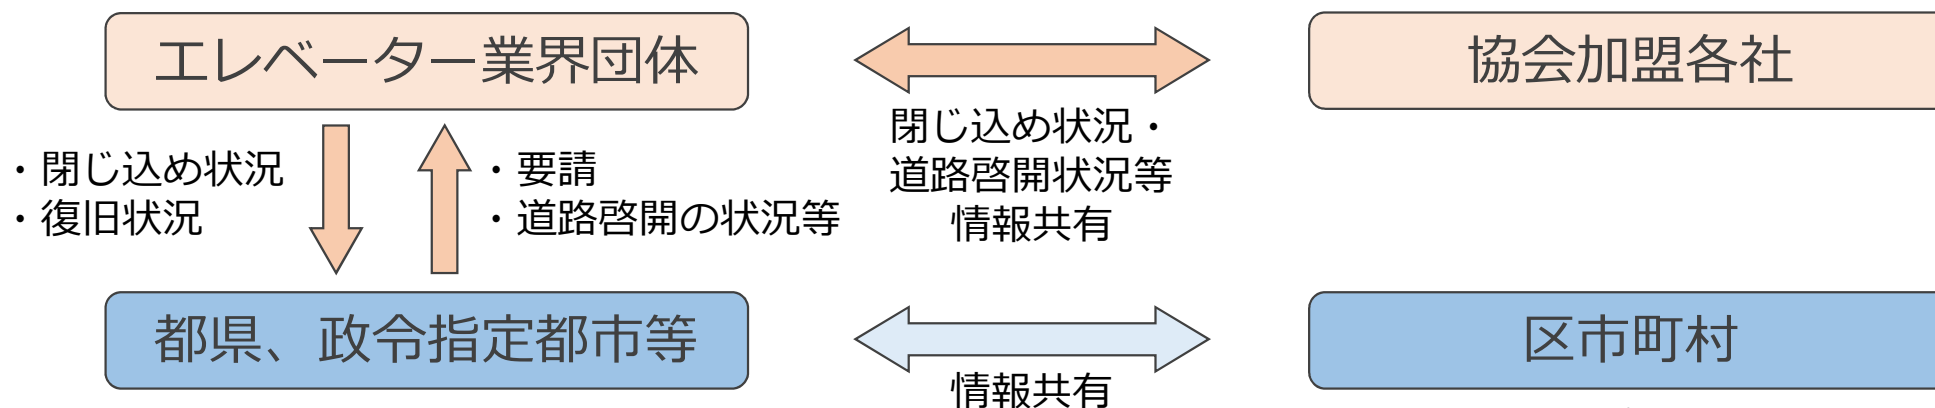 エレベーター業界団体
協会加盟各社
閉じ込め状況・
道路啓開状況等
情報共有
・閉じ込め状況
・復旧状況
・要請
・道路啓開の状況等
都県、政令指定都市等
区市町村
情報共有